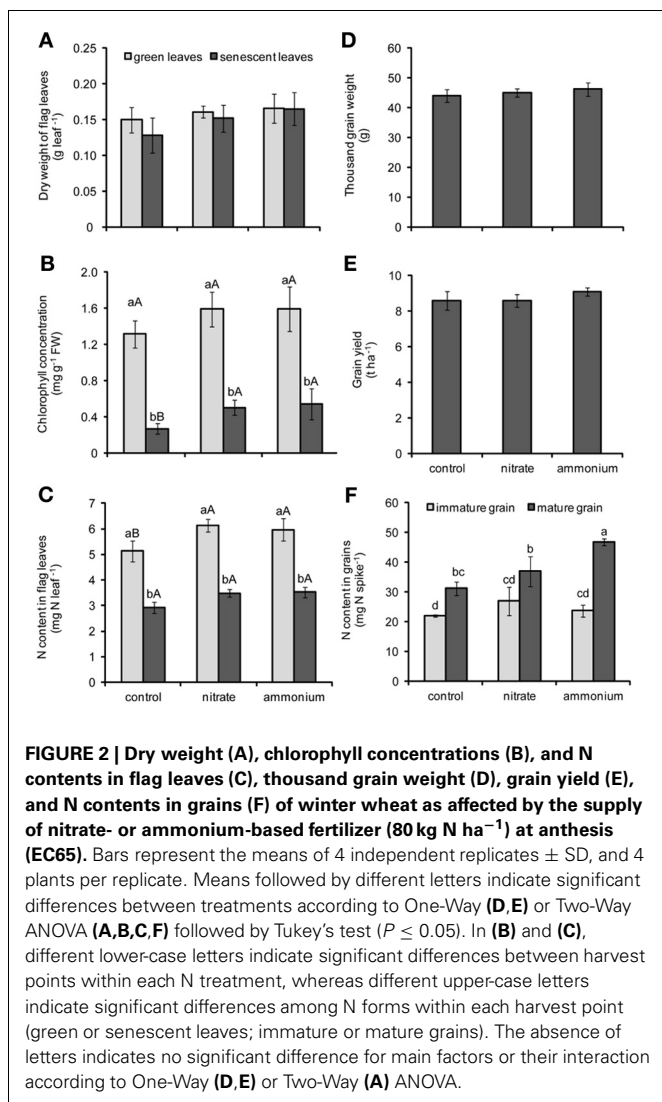 A
green leaves
senescent leaves
Dry weight of flag leaves
(g leaf⁻¹)
0.25
0.20
0.15
0.10
0.05
0
B
Chlorophyll concentration
(mg g⁻¹ FW)
2.0
1.6
1.2
0.8
0.4
0
aA
bB
aA
bA
aA
bA
C
N content in flag leaves
(mg N leaf⁻¹)
7
6
5
4
3
2
1
0
aB
bA
aA
bA
aA
bA
control
nitrate
ammonium
D
Thousand grain weight
(g)
60
50
40
30
20
10
0
E
Grain yield
(t ha⁻¹)
10
8
6
4
2
0
control
nitrate
ammonium
F
immature grain
mature grain
N content in grains
(mg N spike⁻¹)
60
50
40
30
20
10
0
d
bc
cd
b
cd
a
control
nitrate
ammonium
FIGURE 2 | Dry weight (A), chlorophyll concentrations (B), and N
contents in flag leaves (C), thousand grain weight (D), grain yield (E),
and N contents in grains (F) of winter wheat as affected by the supply
of nitrate- or ammonium-based fertilizer (80 kg N ha⁻¹) at anthesis
(EC65). Bars represent the means of 4 independent replicates ± SD, and 4
plants per replicate. Means followed by different letters indicate significant
differences between treatments according to One-Way (D,E) or Two-Way
ANOVA (A,B,C,F) followed by Tukey's test (P ≤ 0.05). In (B) and (C),
different lower-case letters indicate significant differences between harvest
points within each N treatment, whereas different upper-case letters
indicate significant differences among N forms within each harvest point
(green or senescent leaves; immature or mature grains). The absence of
letters indicates no significant difference for main factors or their interaction
according to One-Way (D,E) or Two-Way (A) ANOVA.